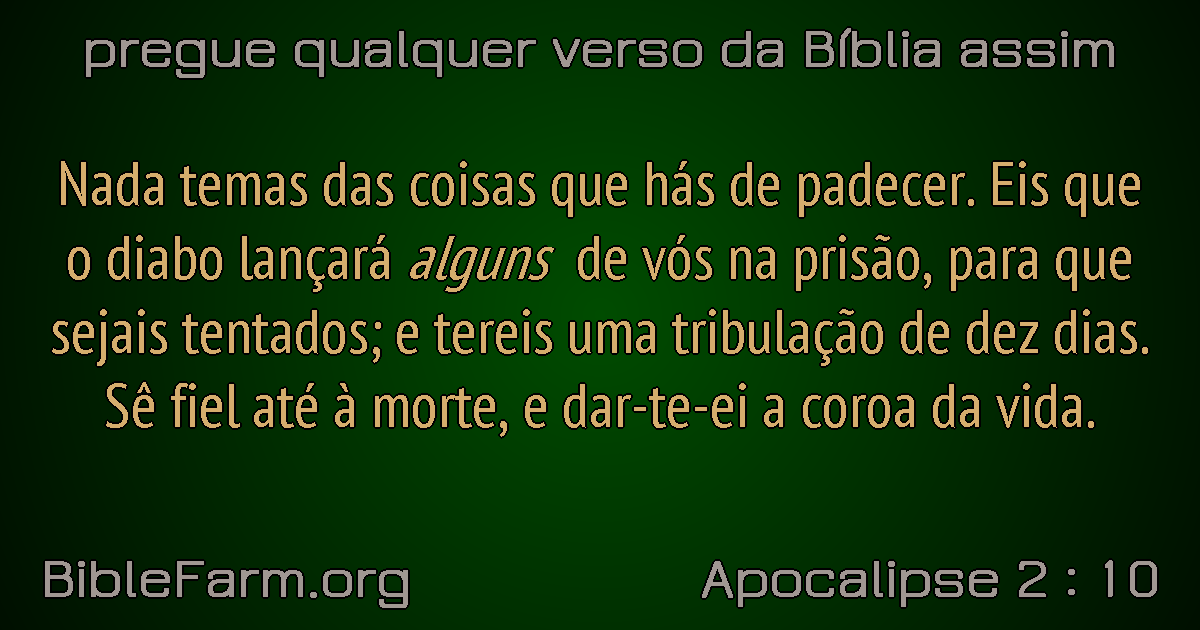 pregue qualquer verso da Bíblia assim
Nada temas das coisas que hás de padecer. Eis que
o diabo lançará alguns de vós na prisão, para que
sejais tentados; e tereis uma tribulação de dez dias.
Sê fiel até à morte, e dar-te-ei a coroa da vida.
BibleFarm.org
Apocalipse 2 : 10